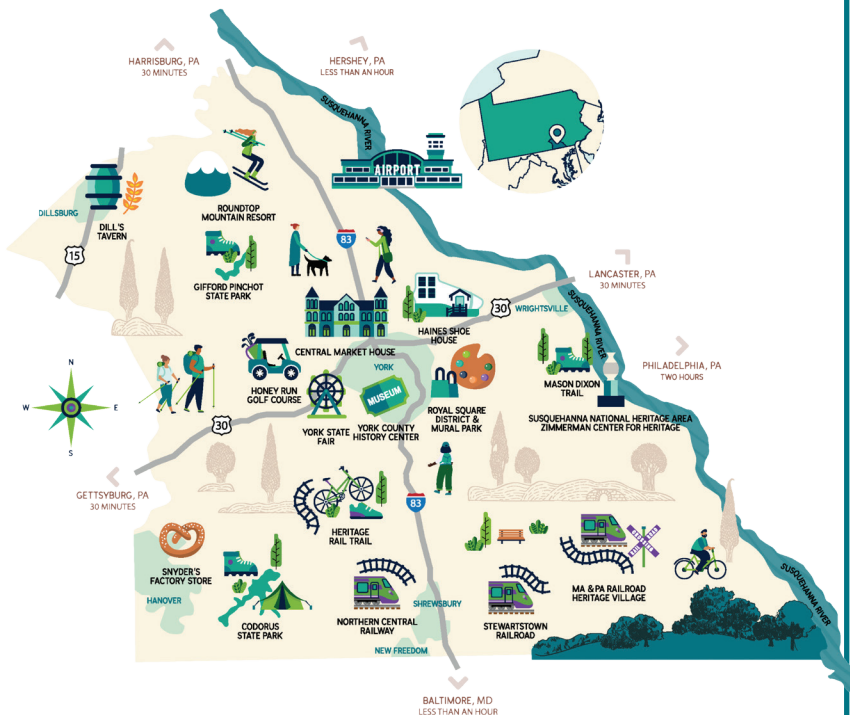 HARRISBURG, PA
30 MINUTES
HERSHEY, PA
LESS THAN AN HOUR
SUSQUEHANNA RIVER
AIRPORT
ROUNDTOP
MOUNTAIN RESORT
DILLSBURG
DILL'S
TAVERN
15
83
GIFFORD PINCHOT
STATE PARK
LANCASTER, PA
30 MINUTES
30
WRIGHTSVILLE
SUSQUEHANNA RIVER
HAINES SHOE
HOUSE
CENTRAL MARKET HOUSE
YORK
PHILADELPHIA, PA
TWO HOURS
N
W
E
S
HONEY RUN
GOLF COURSE
MASON DIXON
TRAIL
MUSEUM
ROYAL SQUARE
DISTRICT &
MURAL PARK
SUSQUEHANNA NATIONAL HERITAGE AREA
ZIMMERMAN CENTER FOR HERITAGE
30
YORK STATE
FAIR
YORK COUNTY
HISTORY CENTER
GETTSYBURG, PA
30 MINUTES
83
HERITAGE
RAIL TRAIL
SNYDER'S
FACTORY STORE
HANOVER
CODORUS
STATE PARK
NORTHERN CENTRAL
RAILWAY
SHREWSBURY
NEW FREEDOM
STEWARTSTOWN
RAILROAD
MA & PA RAILROAD
HERITAGE VILLAGE
SUSQUEHANNA RIVER
BALTIMORE, MD
LESS THAN AN HOUR